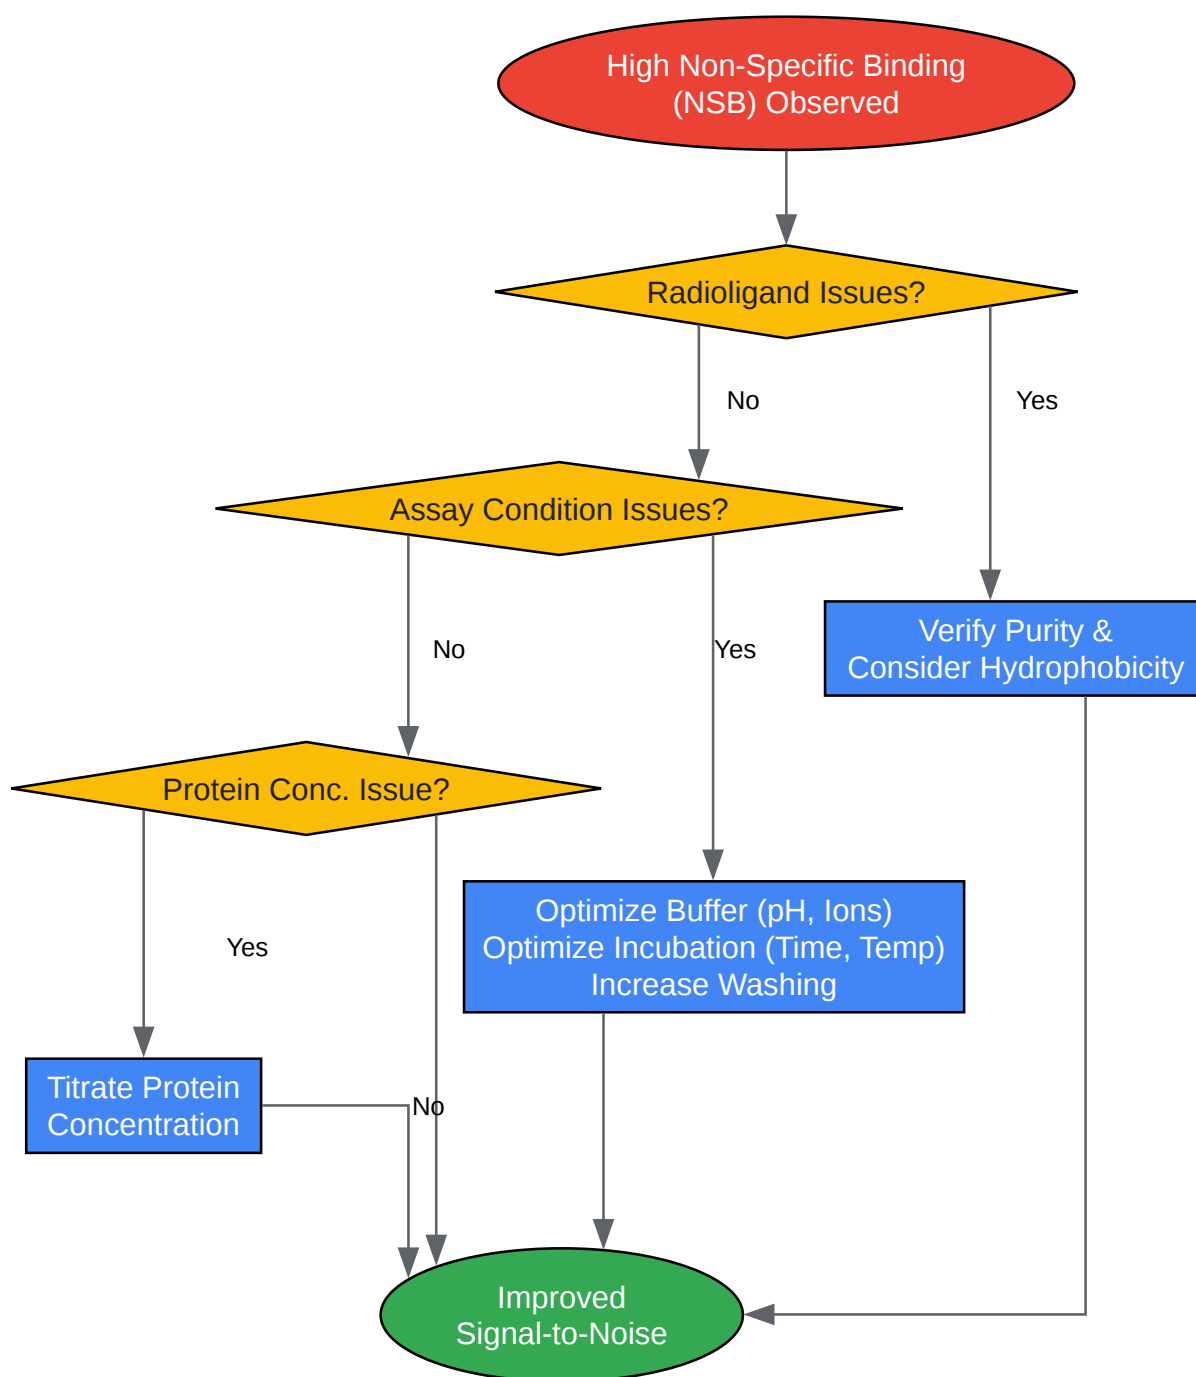 High Non-Specific Binding
(NSB) Observed
Radioligand Issues?
No
Yes
Assay Condition Issues?
No
Yes
Verify Purity &
Consider Hydrophobicity
Protein Conc. Issue?
Yes
Optimize Buffer (pH, Ions)
Optimize Incubation (Time, Temp)
Increase Washing
Titrate Protein
Concentration
No
Improved
Signal-to-Noise